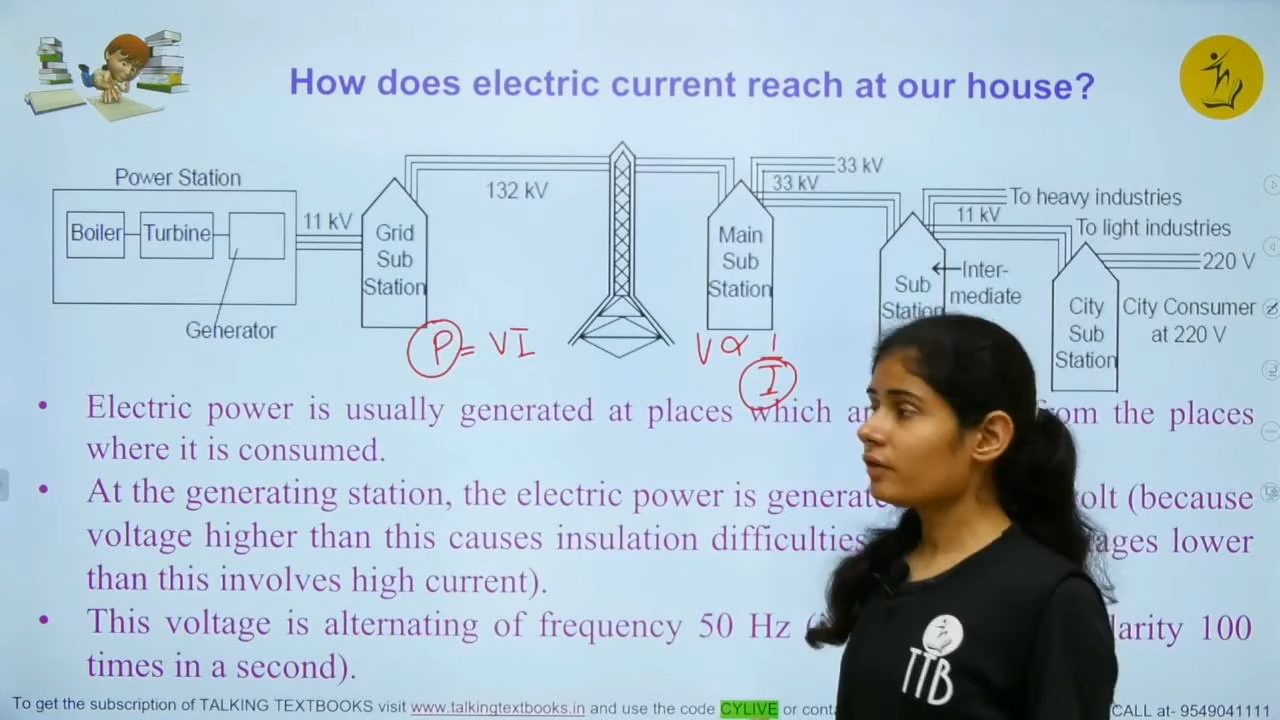 How does electric current reach at our house?
Power Station
Boiler
Turbine
Generator
11 kV
Grid
Sub
Station
132 kV
Main
Sub
Station
33 kV
33 kV
Sub
Station
Inter-
mediate
To heavy industries
11 kV
To light industries
220 V
City
Sub
Station
City Consumer
at 220 V
P = VI
V ∝ 1/I
• Electric power is usually generated at places which from the places
where it is consumed.
• At the generating station, the electric power is volt (because
voltage higher than this causes insulation difficulties lower
than this involves high current).
• This voltage is alternating of frequency 50 Hz 100
times in a second).
TTB
To get the subscription of TALKING TEXTBOOKS visit www.talkingtextbooks.in and use the code CYLIVE or CALL at- 9549041111